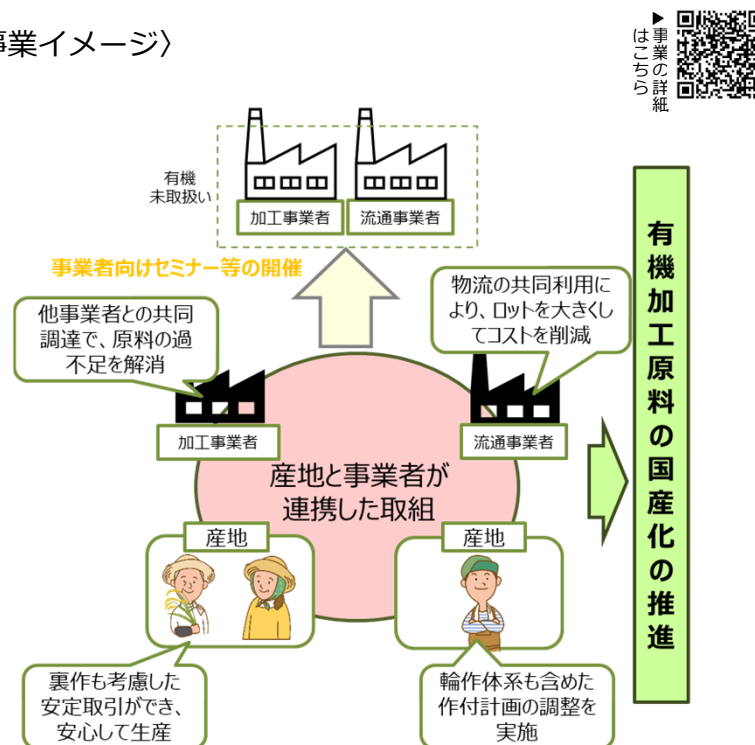 業イメージ〉
▶事業の詳細
はこちら
有機
未取扱い
加工事業者
流通事業者
事業者向けセミナー等の開催
他事業者との共同
調達で、原料の過
不足を解消
物流の共同利用に
より、ロットを大きくし
てコストを削減
加工事業者
流通事業者
産地と事業者が
連携した取組
産地
産地
裏作も考慮した
安定取引ができ、
安心して生産
輪作体系も含めた
作付計画の調整を
実施
有機加工原料の国産化の推進